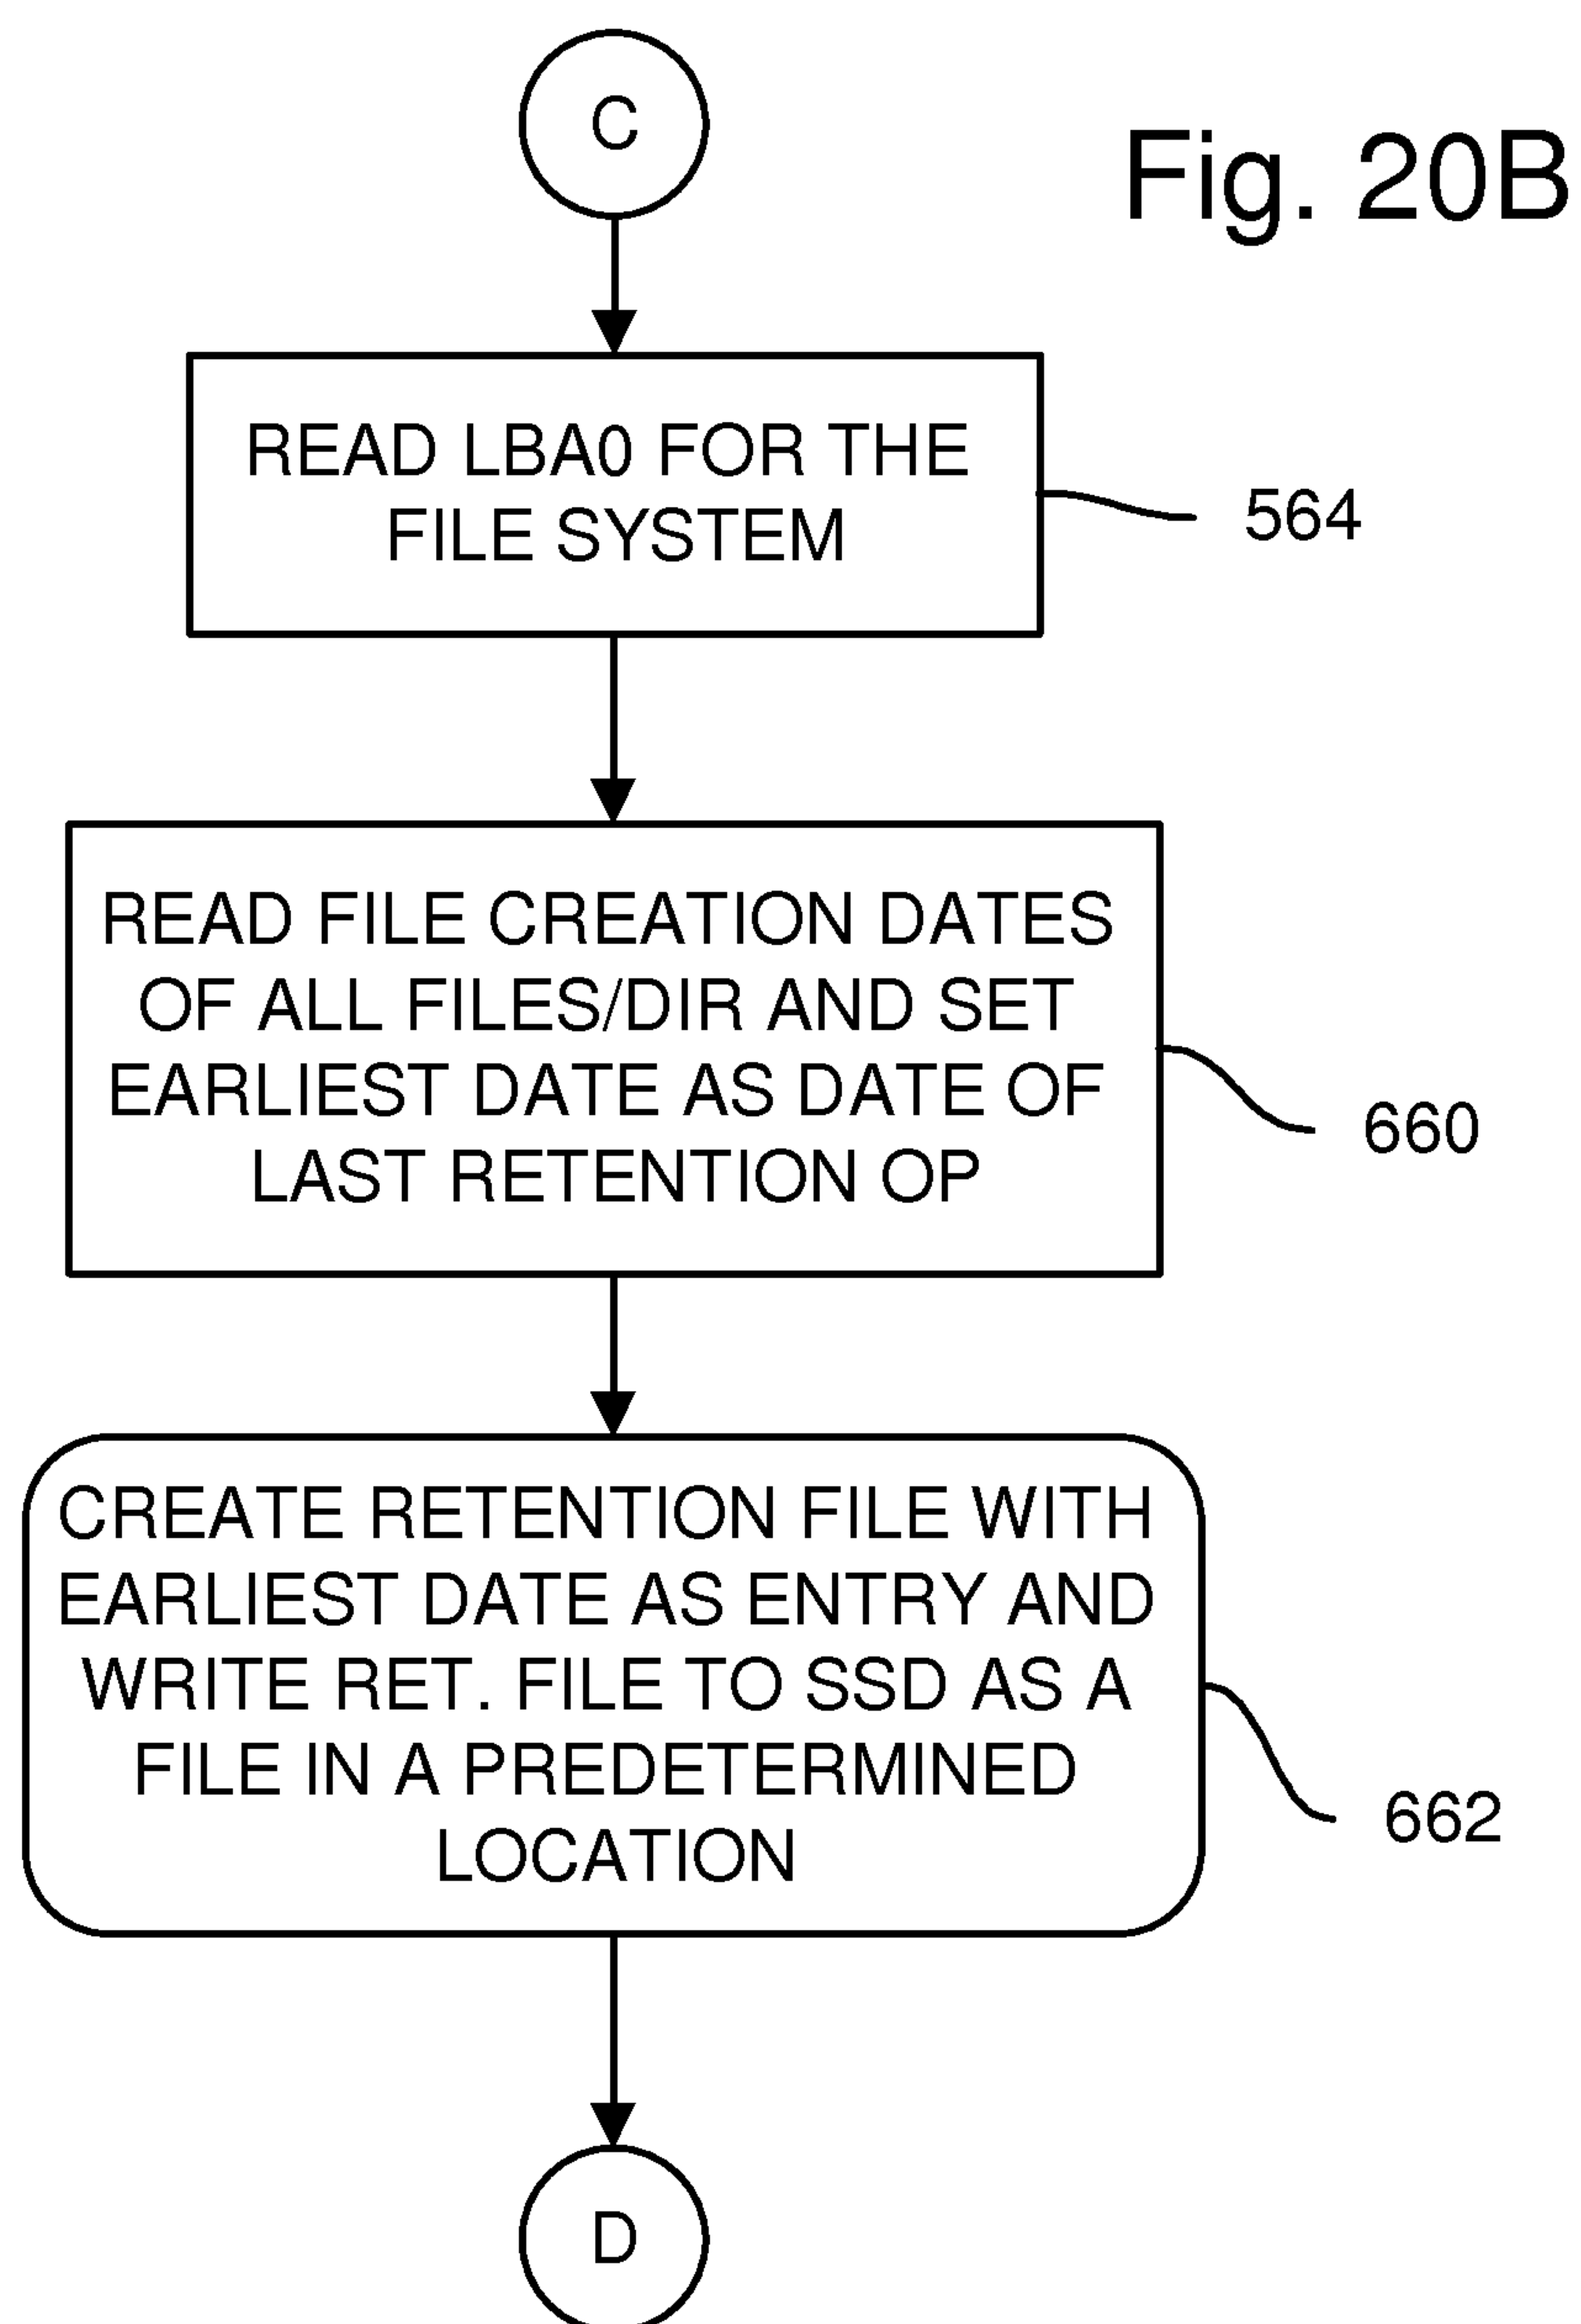 C
Fig. 20B
READ LBA0 FOR THE
FILE SYSTEM
564
READ FILE CREATION DATES
OF ALL FILES/DIR AND SET
EARLIEST DATE AS DATE OF
LAST RETENTION OP
660
CREATE RETENTION FILE WITH
EARLIEST DATE AS ENTRY AND
WRITE RET. FILE TO SSD AS A
FILE IN A PREDETERMINED
LOCATION
662
D